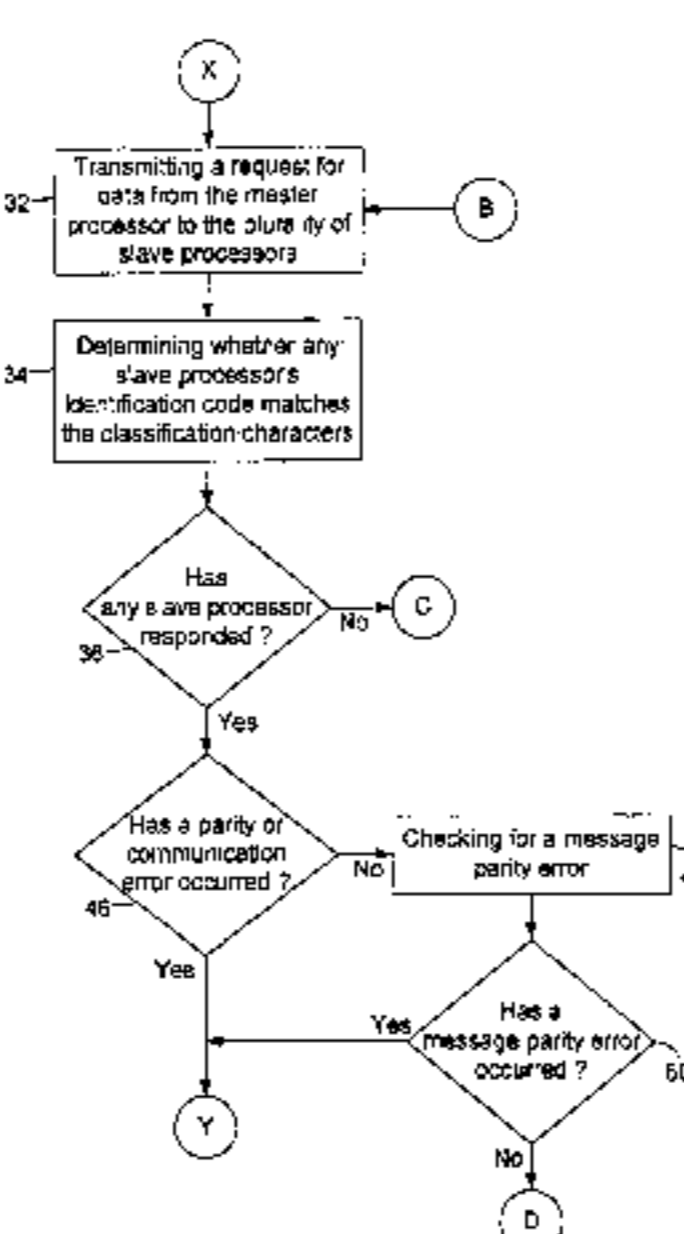 X
Transmitting a request for
32
data from the master
B
processor to the plurality of
slave processors
Determining whether any
34
slave processor's
identification code matches
the classification characters
Has
any slave processor
responded ?
No
C
Yes
Has a parity or
communication
error occurred ?
46
No
Checking for a message
parity error
Yes
Has a
message parity error
occurred ?
Yes
Y
No
D